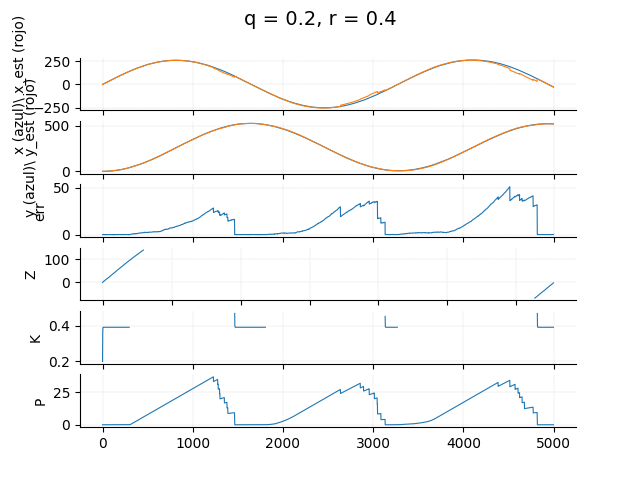 q = 0.2, r = 0.4
x (azul)\ x_est (rojo)
250
0
−250
y (azul)\ y_est (rojo)
500
0
err
50
0
Z
100
0
K
0.4
0.2
P
25
0
0 1000 2000 3000 4000 5000